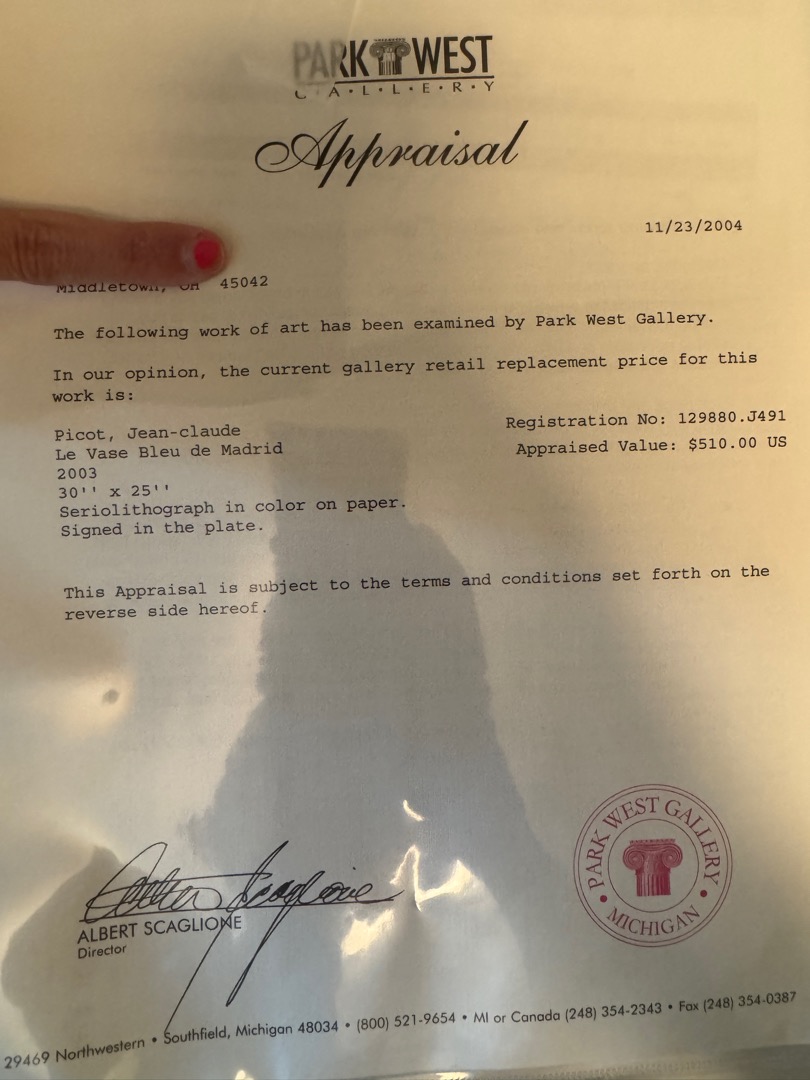 PARK WEST
GALLERY
Appraisal
11/23/2004
Middletown, OH 45042
The following work of art has been examined by Park West Gallery.
In our opinion, the current gallery retail replacement price for this
work is:
Picot, Jean-claude
Le Vase Bleu de Madrid
2003
30'' x 25''
Seriolithograph in color on paper.
Signed in the plate.
Registration No: 129880.J491
Appraised Value: $510.00 US
This Appraisal is subject to the terms and conditions set forth on the
reverse side hereof.
Albert Scaglione
ALBERT SCAGLIONE
Director
PARK WEST GALLERY
• MICHIGAN •
29469 Northwestern • Southfield, Michigan 48034 • (800) 521-9654 • MI or Canada (248) 354-2343 • Fax (248) 354-0387